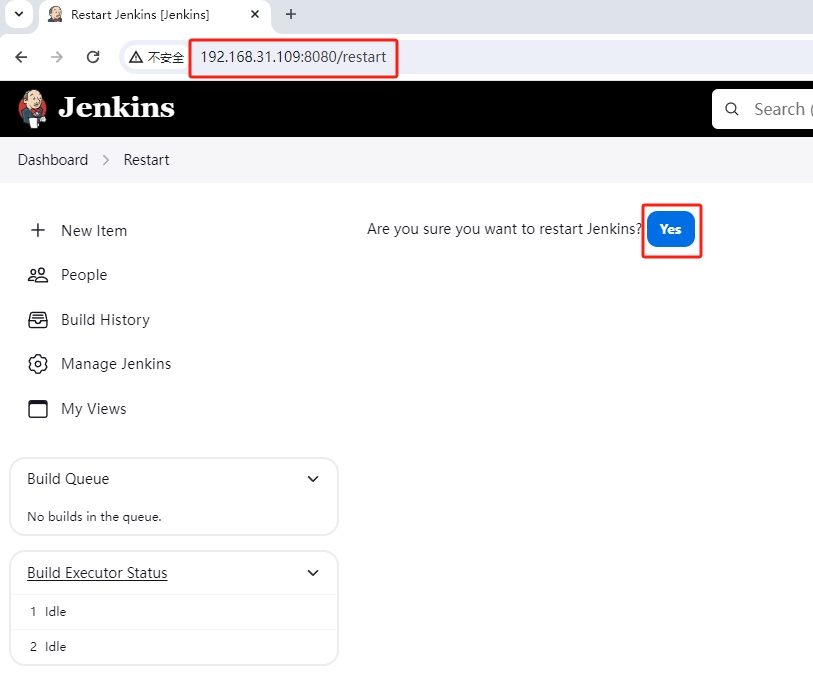 Restart Jenkins [Jenkins]
不安全
192.168.31.109:8080/restart
Jenkins
Search (
Dashboard
Restart
New Item
Are you sure you want to restart Jenkins?
Yes
People
Build History
Manage Jenkins
My Views
Build Queue
No builds in the queue.
Build Executor Status
1 Idle
2 Idle